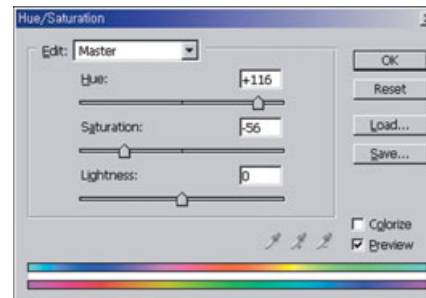 Hue/Saturation
Edit: Master
OK
Hue: +116
Reset
Saturation: -56
Load...
Save...
Lightness: 0
Colorize
Preview